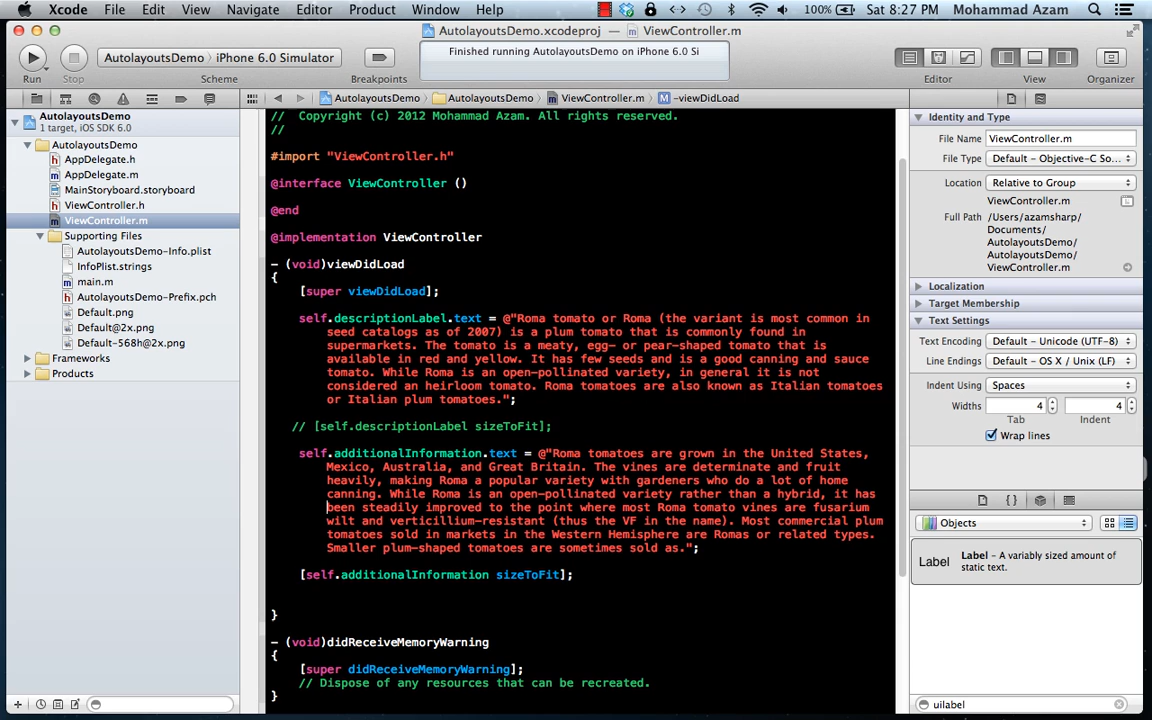 Xcode File Edit View Navigate Editor Product Window Help 100% Sat 8:27 PM Mohammad Azam
AutolayoutsDemo.xcodeproj — ViewController.m
Run Stop AutolayoutsDemo iPhone 6.0 Simulator
Scheme
Breakpoints
Finished running AutolayoutsDemo on iPhone 6.0 Si
Editor
View
Organizer
AutolayoutsDemo AutolayoutsDemo ViewController.m M -viewDidLoad
AutolayoutsDemo
1 target, iOS SDK 6.0
AutolayoutsDemo
h AppDelegate.h
m AppDelegate.m
MainStoryboard.storyboard
h ViewController.h
m ViewController.m
Supporting Files
AutolayoutsDemo-Info.plist
InfoPlist.strings
m main.m
h AutolayoutsDemo-Prefix.pch
Default.png
Default@2x.png
Default-568h@2x.png
Frameworks
Products
// Copyright (c) 2012 Mohammad Azam. All rights reserved.
//
#import "ViewController.h"
@interface ViewController ()
@end
@implementation ViewController
- (void)viewDidLoad
{
[super viewDidLoad];
self.descriptionLabel.text = @"Roma tomato or Roma (the variant is most common in
seed catalogs as of 2007) is a plum tomato that is commonly found in
supermarkets. The tomato is a meaty, egg- or pear-shaped tomato that is
available in red and yellow. It has few seeds and is a good canning and sauce
tomato. While Roma is an open-pollinated variety, in general it is not
considered an heirloom tomato. Roma tomatoes are also known as Italian tomatoes
or Italian plum tomatoes.";
// [self.descriptionLabel sizeToFit];
self.additionalInformation.text = @"Roma tomatoes are grown in the United States,
Mexico, Australia, and Great Britain. The vines are determinate and fruit
heavily, making Roma a popular variety with gardeners who do a lot of home
canning. While Roma is an open-pollinated variety rather than a hybrid, it has
been steadily improved to the point where most Roma tomato vines are fusarium
wilt and verticillium-resistant (thus the VF in the name). Most commercial plum
tomatoes sold in markets in the Western Hemisphere are Romas or related types.
Smaller plum-shaped tomatoes are sometimes sold as.";
[self.additionalInformation sizeToFit];
}
- (void)didReceiveMemoryWarning
{
[super didReceiveMemoryWarning];
// Dispose of any resources that can be recreated.
}
Identity and Type
File Name ViewController.m
File Type Default - Objective-C So...
Location Relative to Group
ViewController.m
Full Path /Users/azamsharp/
Documents/
AutolayoutsDemo/
AutolayoutsDemo/
ViewController.m
Localization
Target Membership
Text Settings
Text Encoding Default - Unicode (UTF-8)
Line Endings Default - OS X / Unix (LF)
Indent Using Spaces
Widths 4 4
Tab Indent
Wrap lines
{}
Objects
Label Label - A variably sized amount of
static text.
uilabel